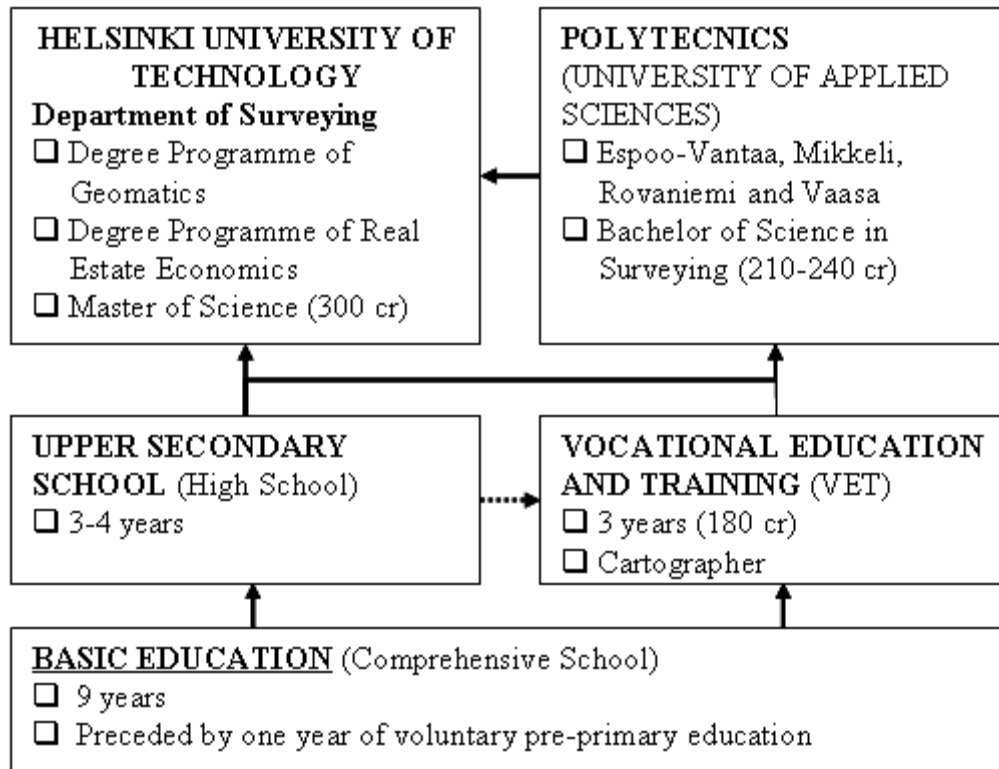 HELSINKI UNIVERSITY OF
TECHNOLOGY
Department of Surveying
❑ Degree Programme of
Geomatics
❑ Degree Programme of Real
Estate Economics
❑ Master of Science (300 cr)
POLYTECNICS
(UNIVERSITY OF APPLIED
SCIENCES)
❑ Espoo-Vantaa, Mikkeli,
Rovaniemi and Vaasa
❑ Bachelor of Science in
Surveying (210-240 cr)
UPPER SECONDARY
SCHOOL (High School)
❑ 3-4 years
VOCATIONAL EDUCATION
AND TRAINING (VET)
❑ 3 years (180 cr)
❑ Cartographer
BASIC EDUCATION (Comprehensive School)
❑ 9 years
❑ Preceded by one year of voluntary pre-primary education